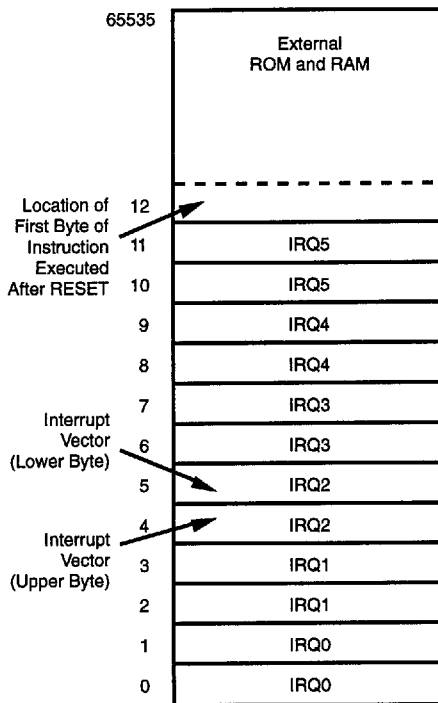 65535
External
ROM and RAM
Location of
First Byte of
Instruction
Executed
After RESET
12
11 IRQ5
10 IRQ5
9 IRQ4
8 IRQ4
7 IRQ3
Interrupt
Vector
(Lower Byte)
6 IRQ3
5 IRQ2
4 IRQ2
Interrupt
Vector
(Upper Byte)
3 IRQ1
2 IRQ1
1 IRQ0
0 IRQ0